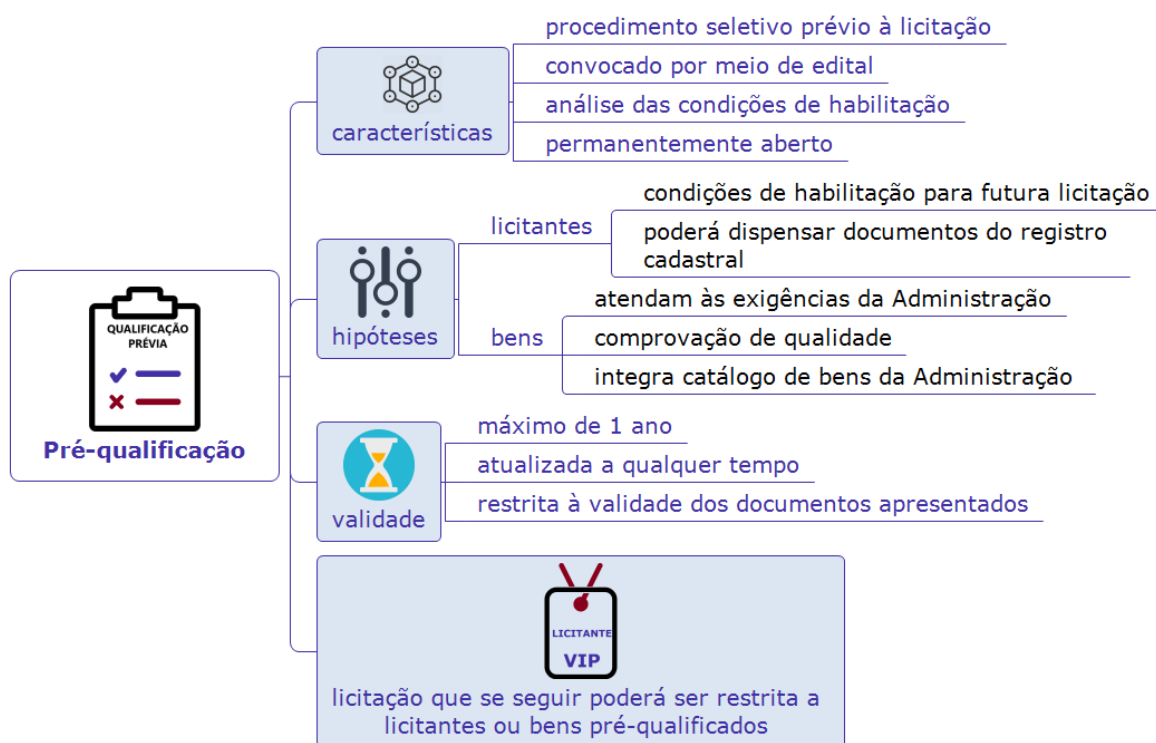 QUALIFICAÇÃO
PRÉVIA
Pré-qualificação
características
procedimento seletivo prévio à licitação
convocado por meio de edital
análise das condições de habilitação
permanentemente aberto
hipóteses
licitantes
condições de habilitação para futura licitação
poderá dispensar documentos do registro
cadastral
bens
atendam às exigências da Administração
comprovação de qualidade
integra catálogo de bens da Administração
validade
máximo de 1 ano
atualizada a qualquer tempo
restrita à validade dos documentos apresentados
LICITANTE
VIP
licitação que se seguir poderá ser restrita a
licitantes ou bens pré-qualificados